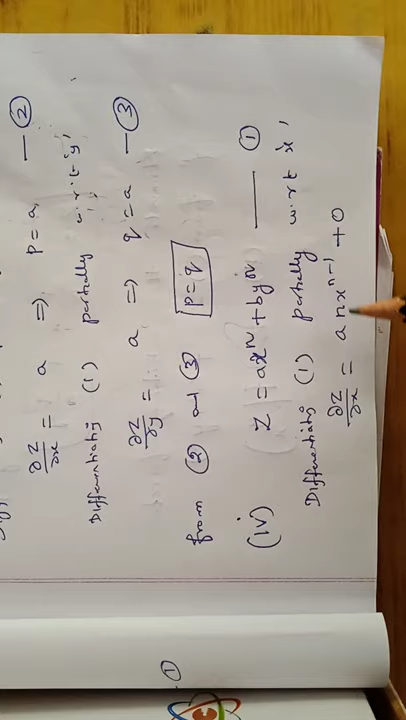 ∂z/∂x = a ⇒ p = a — ②
Differentiating (1) partially w.r.t 'y'
∂z/∂y = a ⇒ q = a — ③
from ② and ③ p = q
(iv) z = axⁿ + byⁿ — ①
Differentiating (1) partially w.r.t 'x'
∂z/∂x = a n xⁿ⁻¹ + 0
①